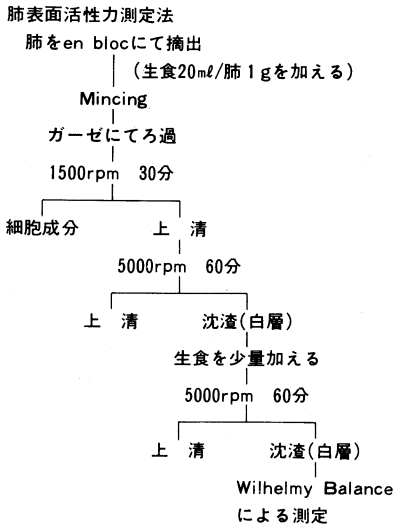 肺表面活性力測定法
肺をen blocにて摘出
(生食20mℓ/肺1gを加える)
Mincing
ガーゼにてろ過
1500rpm 30分
細胞成分 上清
5000rpm 60分
上清 沈渣(白層)
生食を少量加える
5000rpm 60分
上清 沈渣(白層)
Wilhelmy Balance
による測定